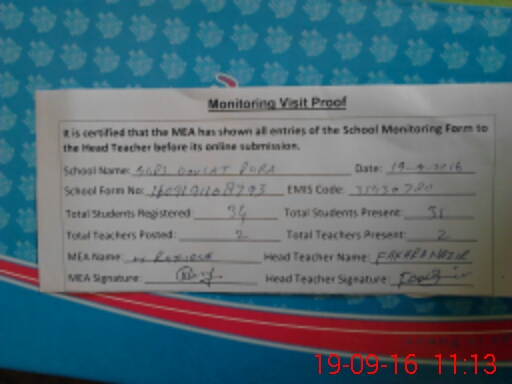 Monitoring Visit Proof
It is certified that the MEA has shown all entries of the School Monitoring Form to
the Head Teacher before its online submission.
School Name: PURA Date: 19-9-2016
School Form No: EMIS Code:
Total Students Registered: 34 Total Students Present: 31
Total Teachers Posted: 2 Total Teachers Present: 2
MEA Name: Head Teacher Name:
MEA Signature: Head Teacher Signature:
19-09-16 11:13